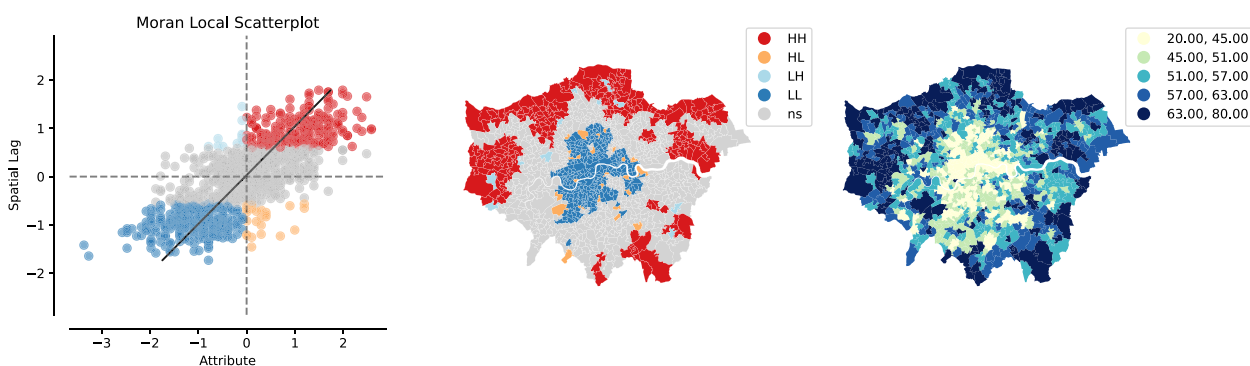 Moran Local Scatterplot
2
1
0
−1
−2
Spatial Lag
−3
−2
−1
0
1
2
Attribute
HH
HL
LH
LL
ns
20.00, 45.00
45.00, 51.00
51.00, 57.00
57.00, 63.00
63.00, 80.00